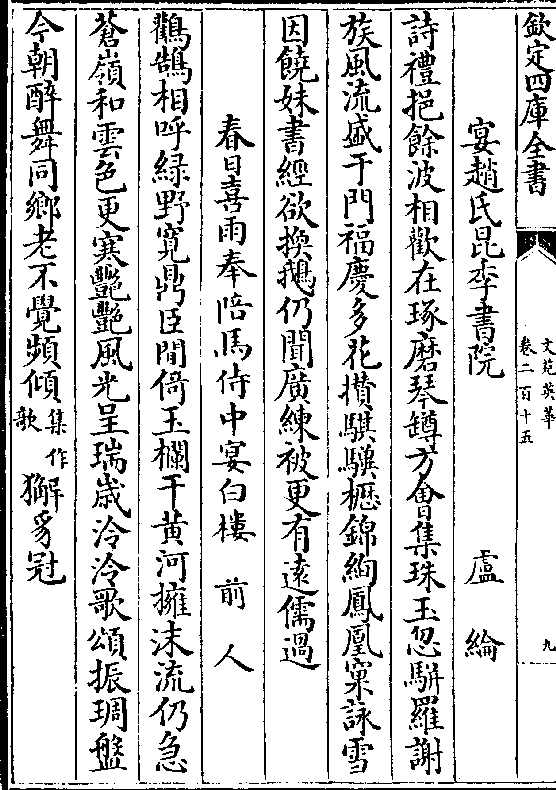 欽定四庫全書
文苑英華
卷二百十五
九
宴趙氏昆季書院 盧綸
詩禮挹餘波相歡在琢磨琴罇方會集珠玉忽駢羅謝
族風流盛于門福慶多花攅騏驥櫪錦絢鳳凰窠詠雪
因饒妹書經欲換鵝仍聞廣練被更有遠儒過
春日喜雨奉陪馬侍中宴白樓 前人
鸛鵠相呼緑野寛鼎臣閒倚玉欄干黄河擁沫流仍急
蒼嶺和雲色更寒艷艷風光呈瑞歳泠泠歌頌振琱盤
今朝醉舞同鄉老不覺頻傾集作歌獬豸冠